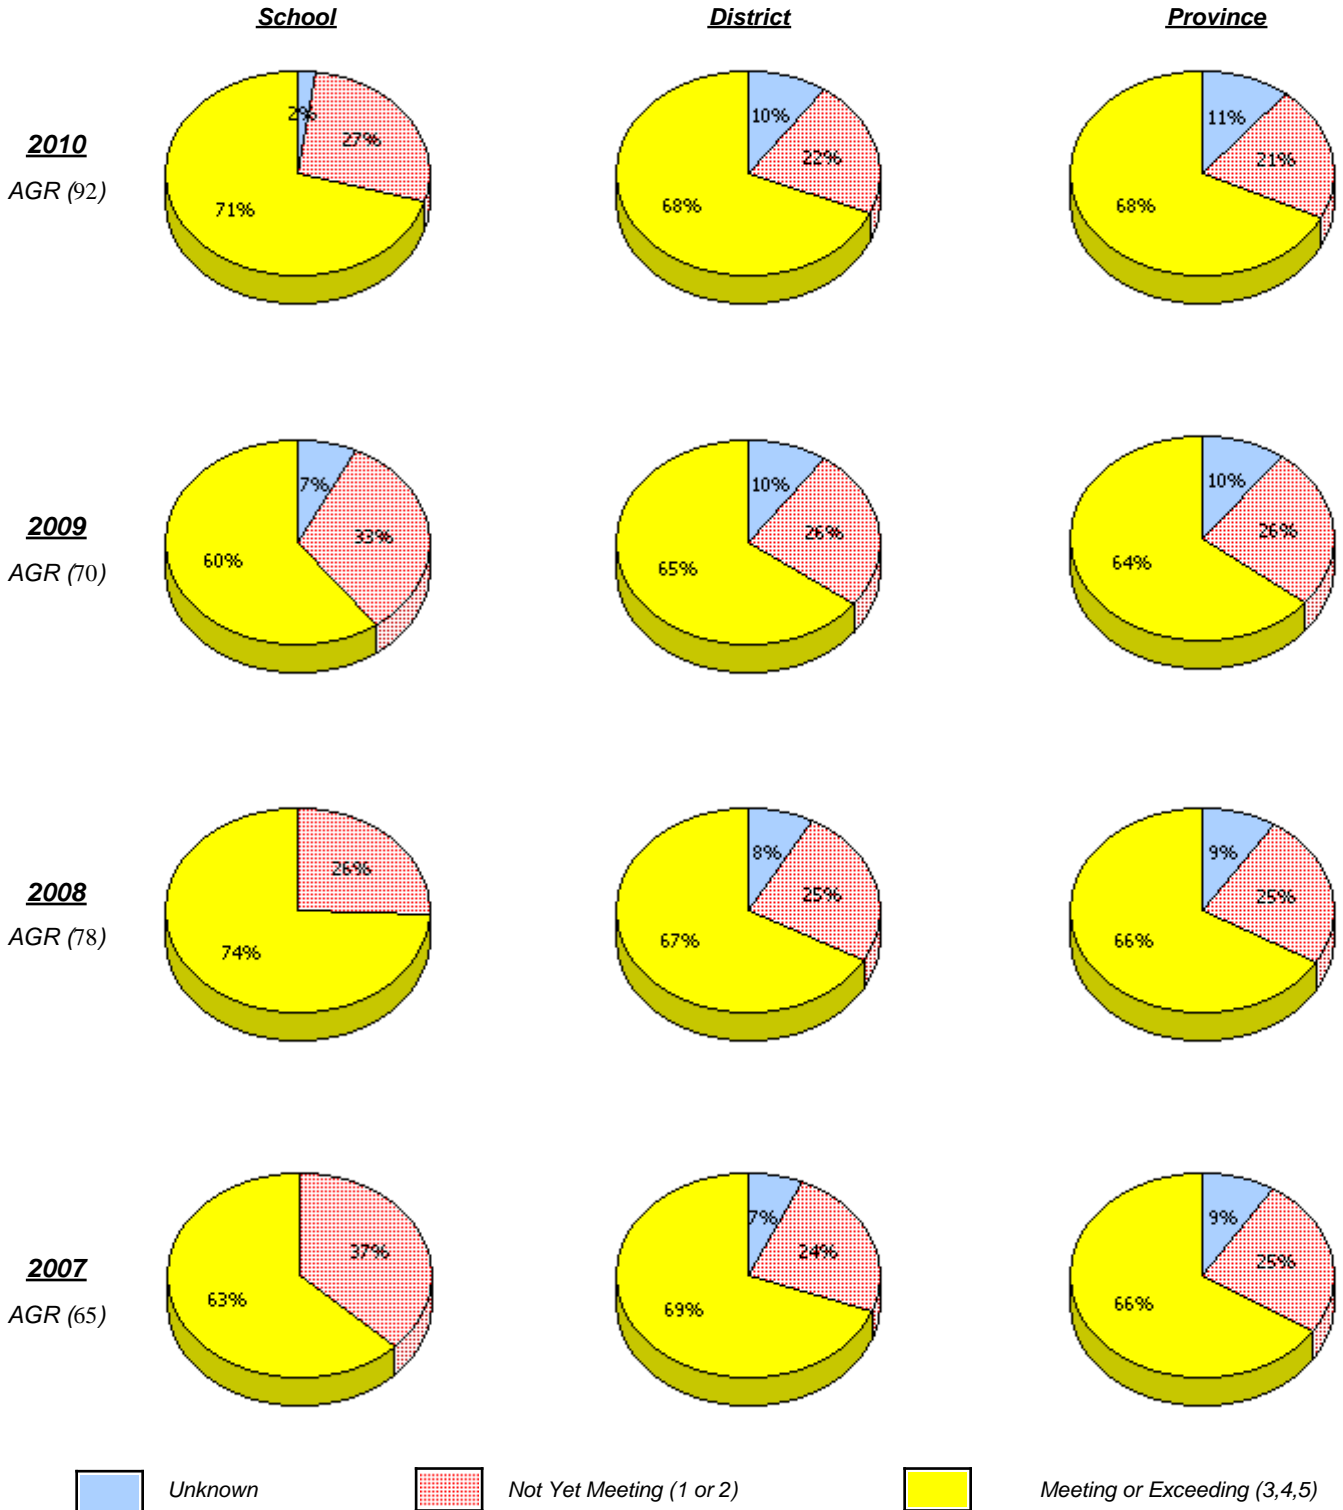 School District Province
2% 27% 71% 10% 22% 68% 11% 21% 68%
2010
AGR (92)
7% 33% 60% 10% 26% 65% 10% 26% 64%
2009
AGR (70)
26% 74% 8% 25% 67% 9% 25% 66%
2008
AGR (78)
37% 63% 7% 24% 69% 9% 25% 66%
2007
AGR (65)
Unknown Not Yet Meeting (1 or 2) Meeting or Exceeding (3,4,5)